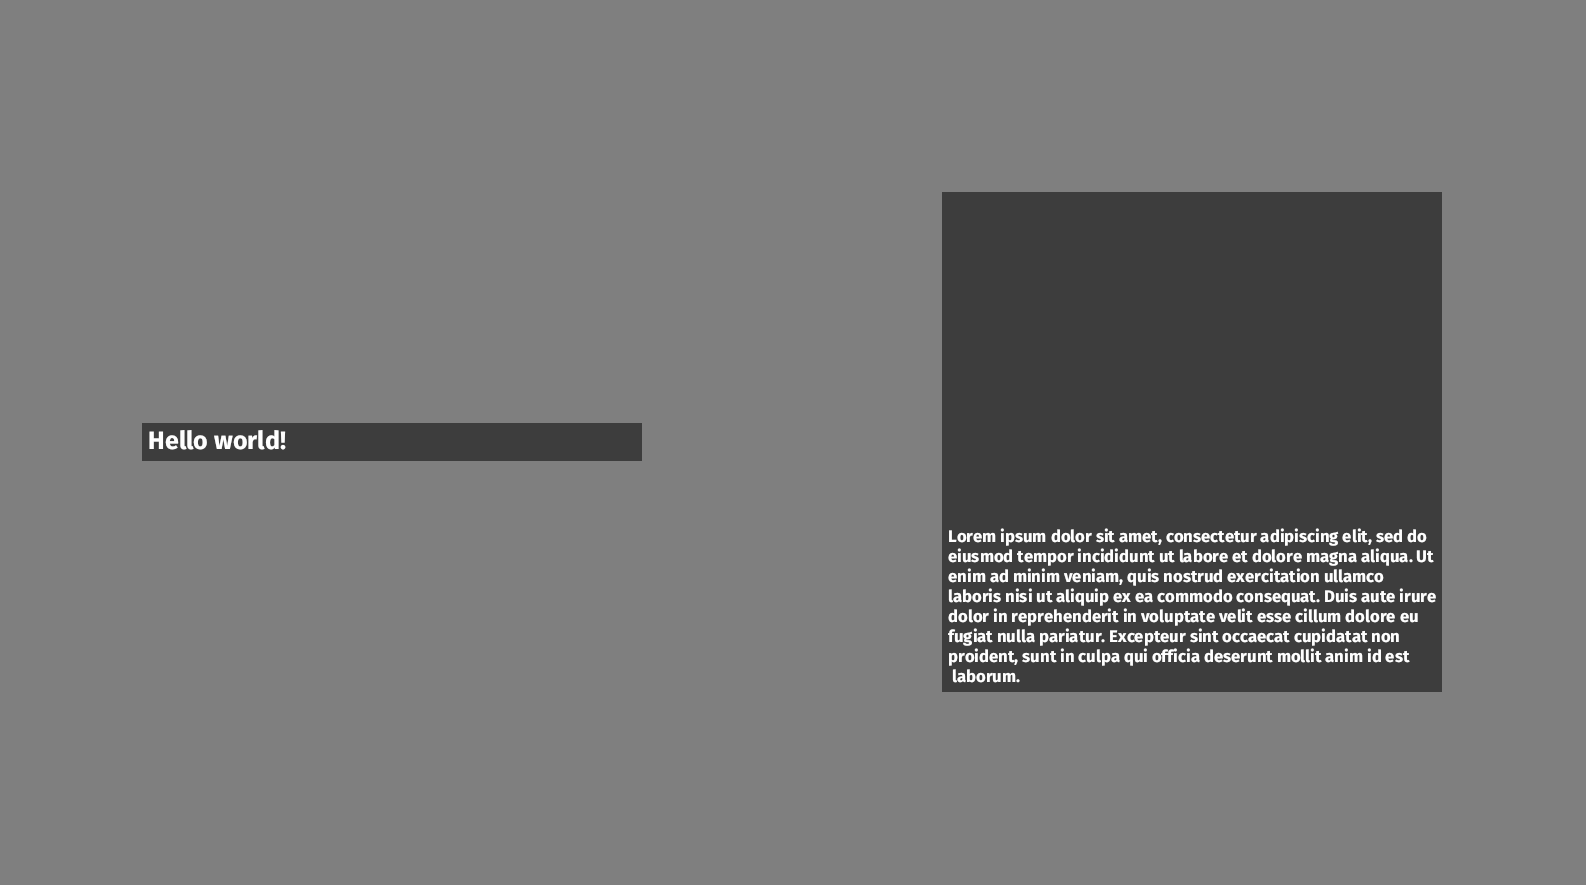 Hello world!
Lorem ipsum dolor sit amet, consectetur adipiscing elit, sed do
eiusmod tempor incididunt ut labore et dolore magna aliqua. Ut
enim ad minim veniam, quis nostrud exercitation ullamco
laboris nisi ut aliquip ex ea commodo consequat. Duis aute irure
dolor in reprehenderit in voluptate velit esse cillum dolore eu
fugiat nulla pariatur. Excepteur sint occaecat cupidatat non
proident, sunt in culpa qui officia deserunt mollit anim id est
laborum.